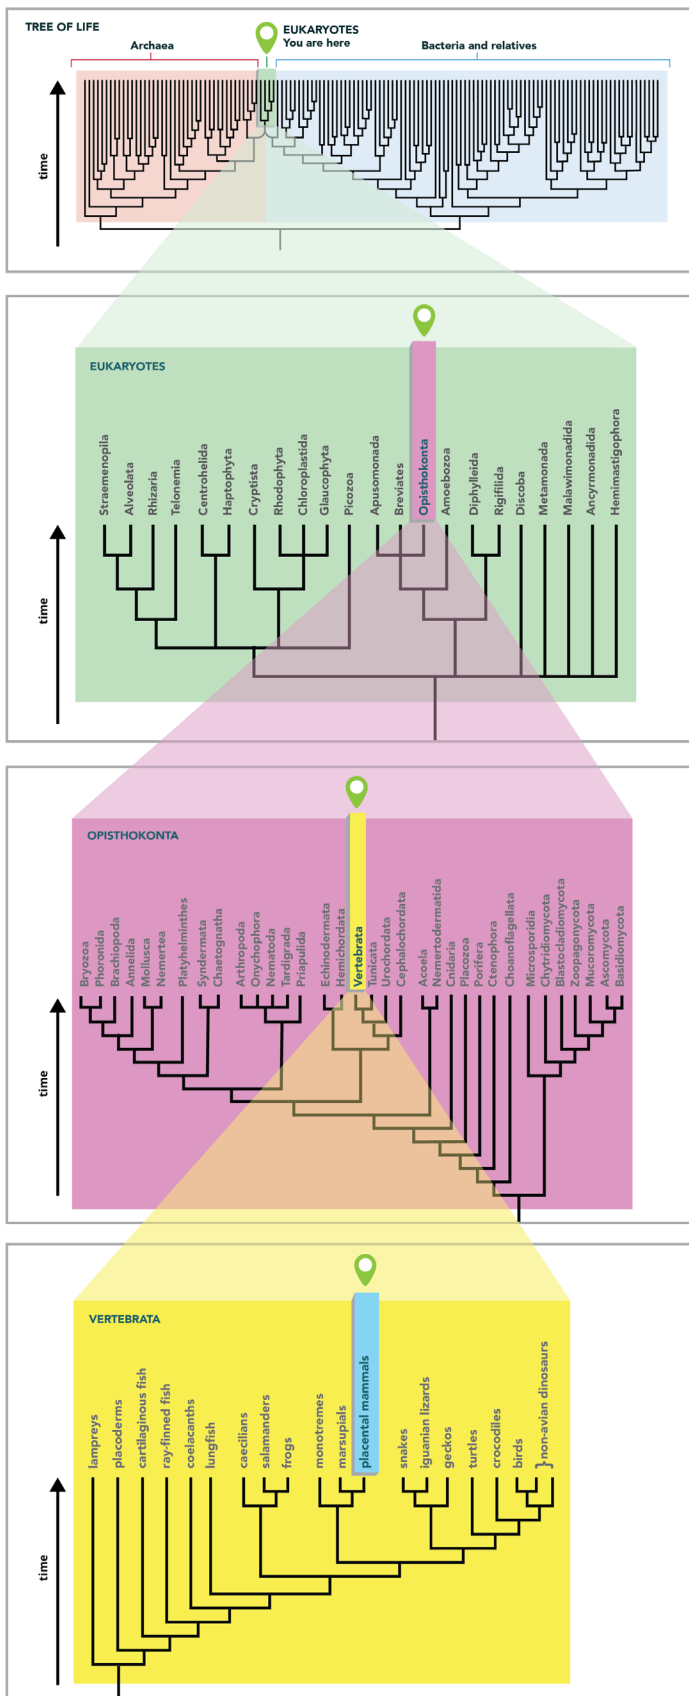 TREE OF LIFE
EUKARYOTES
You are here
Archaea
Bacteria and relatives
time
EUKARYOTES
Straemenopila
Alveolata
Rhizaria
Telonemia
Centrohelida
Haptophyta
Cryptista
Rhodophyta
Chloroplastida
Glaucophyta
Picozoa
Apusomonada
Breviates
Opisthokonta
Amoebozoa
Diphylleida
Rigifilida
Discoba
Metamonada
Malawimonadida
Ancyrmonadida
Hemimastigophora
time
OPISTHOKONTA
Bryozoa
Phoronida
Brachiopoda
Annelida
Mollusca
Nemertea
Platyhelminthes
Syndermata
Chaetognatha
Arthropoda
Onychophora
Nematoda
Tardigrada
Priapulida
Echinodermata
Hemichordata
Vertebrata
Tunicata
Urochordata
Cephalochordata
Acoela
Nemertodermatida
Cnidaria
Placozoa
Porifera
Ctenophora
Choanoflagellata
Microsporidia
Chytridiomycota
Blastocladiomycota
Zoopagonycota
Mucoromycota
Ascomycota
Basidiomycota
time
VERTEBRATA
lampreys
placoderms
cartilaginous fish
ray-finned fish
coelacanths
lungfish
caecilians
salamanders
frogs
monotremes
marsupials
placental mammals
snakes
iguanian lizards
geckos
turtles
crocodiles
birds
}non-avian dinosaurs
time